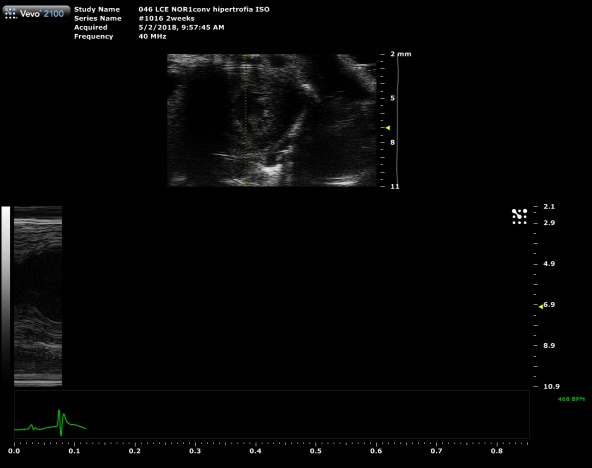 Vevo 2100
Study Name 046 LCE NOR1conv hipertrofia ISO
Series Name #1016 2weeks
Acquired 5/2/2018, 9:57:45 AM
Frequency 40 MHz
2 mm
5
8
11
2.1
2.9
4.9
6.9
8.9
10.9
468 BPM
0.0 0.1 0.2 0.3 0.4 0.5 0.6 0.7 0.8